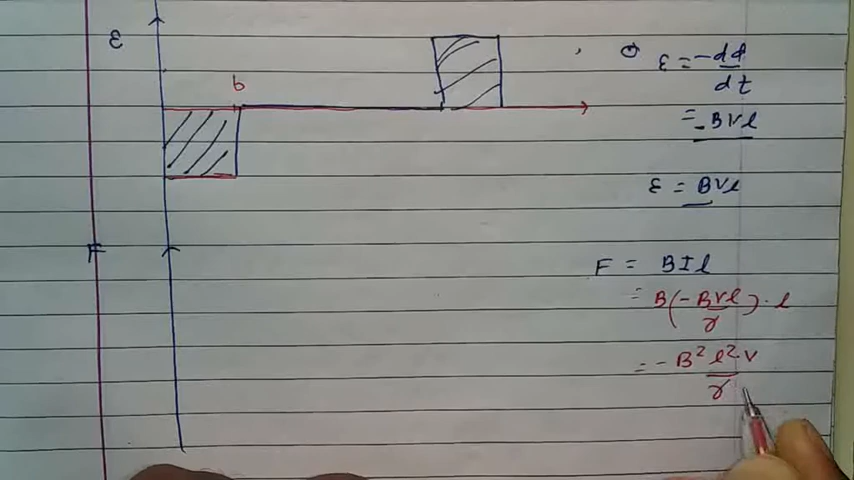 ε
b
ε = -dϕ/dt
= -Bvl
ε = Bvl
F
F = BIl
= B(-Bvl/r)·l
= -B²l²v/r